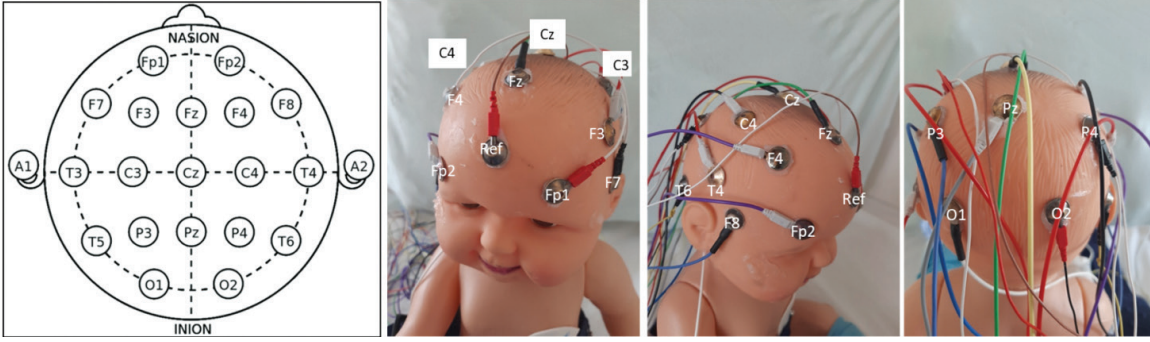 NASION
Fp1 Fp2
F7 F3 Fz F4 F8
A1 T3 C3 Cz C4 T4 A2
T5 P3 Pz P4 T6
O1 O2
INION
Cz
C4
C3
Fz
F4
F3
Ref
Fp2
Fp1
F7
Cz
C4
Fz
F4
T6 T4
Ref
F8
Fp2
Pz
P3
P4
O1
O2